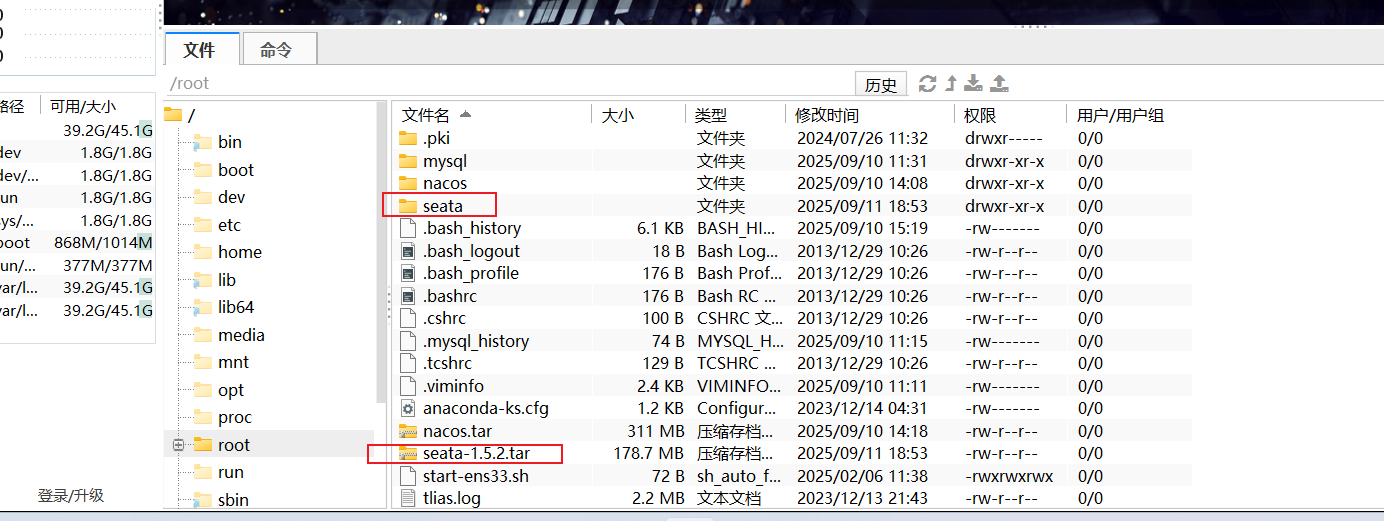 文件 命令
/root 历史
路径 可用/大小
39.2G/45.1G
dev 1.8G/1.8G
dev/... 1.8G/1.8G
run 1.8G/1.8G
sys/... 1.8G/1.8G
boot 868M/1014M
run/... 377M/377M
var/l... 39.2G/45.1G
var/l... 39.2G/45.1G
登录/升级
/
bin
boot
dev
etc
home
lib
lib64
media
mnt
opt
proc
root
run
sbin
文件名 大小 类型 修改时间 权限 用户/用户组
.pki 文件夹 2024/07/26 11:32 drwxr----- 0/0
mysql 文件夹 2025/09/10 11:31 drwxr-xr-x 0/0
nacos 文件夹 2025/09/10 14:08 drwxr-xr-x 0/0
seata 文件夹 2025/09/11 18:53 drwxr-xr-x 0/0
.bash_history 6.1 KB BASH_HI... 2025/09/10 15:19 -rw------- 0/0
.bash_logout 18 B Bash Log... 2013/12/29 10:26 -rw-r--r-- 0/0
.bash_profile 176 B Bash Prof... 2013/12/29 10:26 -rw-r--r-- 0/0
.bashrc 176 B Bash RC ... 2013/12/29 10:26 -rw-r--r-- 0/0
.cshrc 100 B CSHRC 文... 2013/12/29 10:26 -rw-r--r-- 0/0
.mysql_history 74 B MYSQL_H... 2025/09/10 11:15 -rw------- 0/0
.tcshrc 129 B TCSHRC ... 2013/12/29 10:26 -rw-r--r-- 0/0
.viminfo 2.4 KB VIMINFO... 2025/09/10 11:11 -rw------- 0/0
anaconda-ks.cfg 1.2 KB Configur... 2023/12/14 04:31 -rw------- 0/0
nacos.tar 311 MB 压缩存档... 2025/09/10 14:18 -rw-r--r-- 0/0
seata-1.5.2.tar 178.7 MB 压缩存档... 2025/09/11 18:53 -rw-r--r-- 0/0
start-ens33.sh 72 B sh_auto_f... 2025/02/06 11:38 -rwxrwxrwx 0/0
tlias.log 2.2 MB 文本文档 2023/12/13 21:43 -rw-r--r-- 0/0